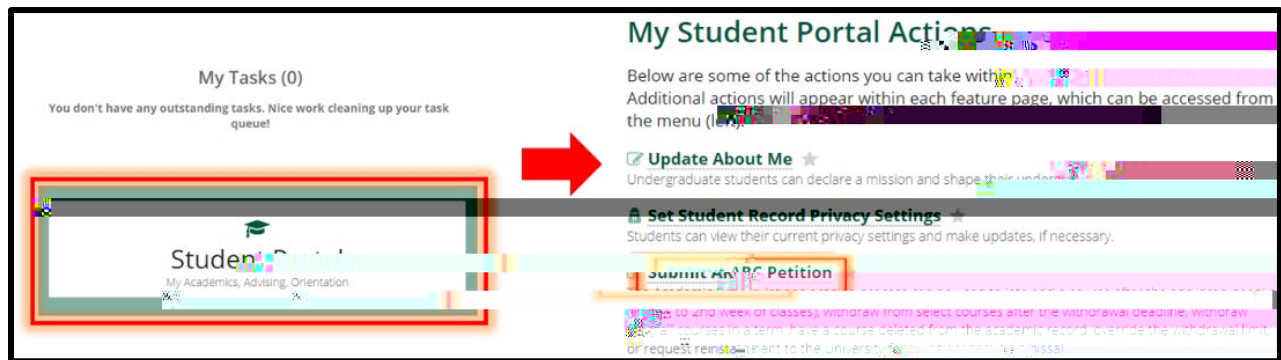 My Tasks (0)
You don't have any outstanding tasks. Nice work cleaning up your task
queue!
Student
My Academics, Advising, Orientation
My Student Portal Actions
Below are some of the actions you can take within
Additional actions will appear within each feature page, which can be accessed from
the menu (left).
Update About Me
Undergraduate students can declare a mission and shape their
Set Student Record Privacy Settings
Students can view their current privacy settings and make updates, if necessary.
Submit ARABC Petition
to 2nd week of classes), withdraw from select courses after the withdrawal deadline, withdraw
courses in a term, have a course deleted from the academic record, override the withdrawal limit,
or request reinstatement to the University